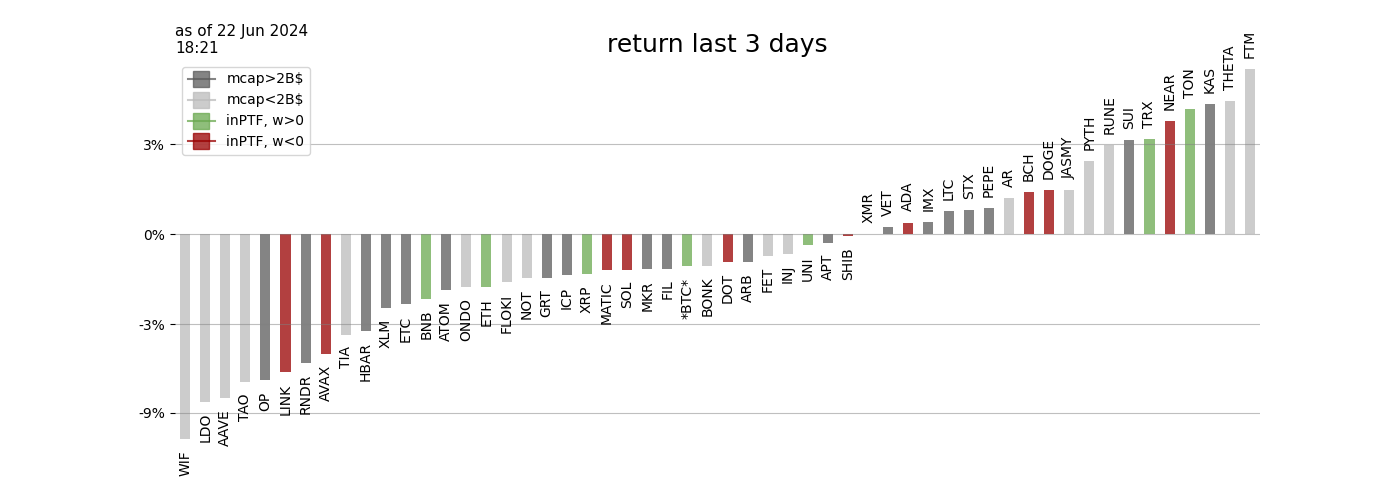 as of 22 Jun 2024
18:21
return last 3 days
mcap>2B$
mcap<2B$
inPTF, w>0
inPTF, w<0
3%
0%
-3%
-9%
WIF
LDO
AAVE
TAO
OP
LINK
RNDR
AVAX
TIA
HBAR
XLM
ETC
BNB
ATOM
ONDO
ETH
FLOKI
NOT
GRT
ICP
XRP
MATIC
SOL
MKR
FIL
*BTC*
BONK
DOT
ARB
FET
INJ
UNI
APT
SHIB
XMR
VET
ADA
IMX
LTC
STX
PEPE
AR
BCH
DOGE
JASMY
PYTH
RUNE
SUI
TRX
NEAR
TON
KAS
THETA
FTM